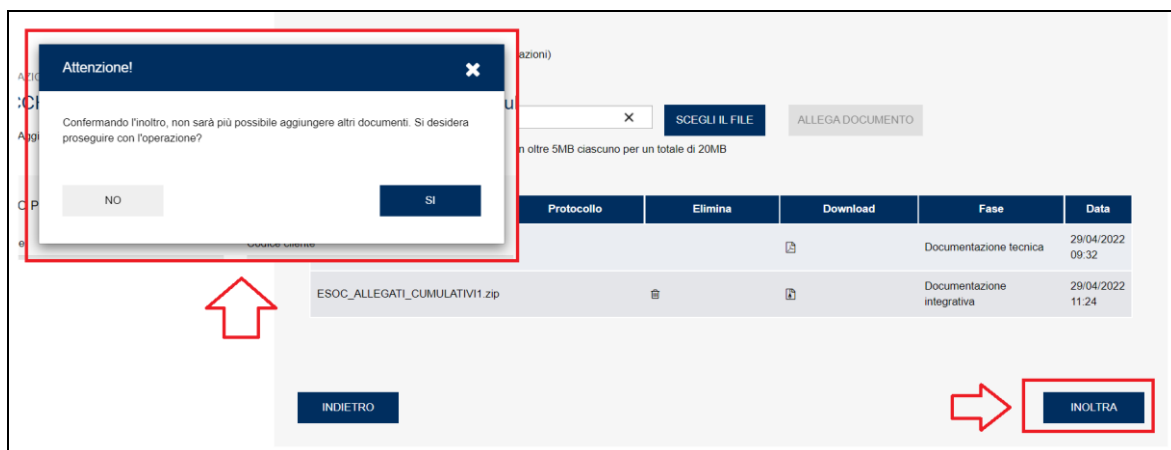 azioni)
Attenzione!
Confermando l'inoltro, non sarà più possibile aggiungere altri documenti. Si desidera
proseguire con l'operazione?
SCEGLI IL FILE
ALLEGA DOCUMENTO
n oltre 5MB ciascuno per un totale di 20MB
NO
SI
Protocollo
Elimina
Download
Fase
Data
Codice cliente
Documentazione tecnica
29/04/2022
09:32
ESOC_ALLEGATI_CUMULATIVI1.zip
Documentazione
integrativa
29/04/2022
11:24
INDIETRO
INOLTRA